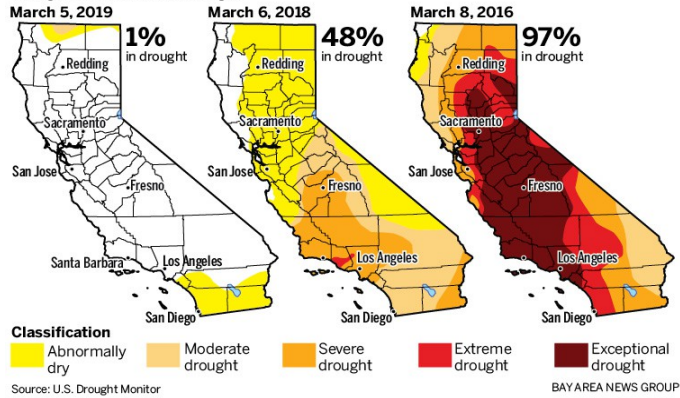 March 5, 2019
1%
in drought
Redding
Sacramento
San Jose
Fresno
Santa Barbara
Los Angeles
San Diego
March 6, 2018
48%
in drought
Redding
Sacramento
San Jose
Fresno
Los Angeles
San Diego
March 8, 2016
97%
in drought
Redding
Sacramento
San Jose
Fresno
Los Angeles
San Diego
Classification
Abnormally
dry
Moderate
drought
Severe
drought
Extreme
drought
Exceptional
drought
Source: U.S. Drought Monitor
BAY AREA NEWS GROUP